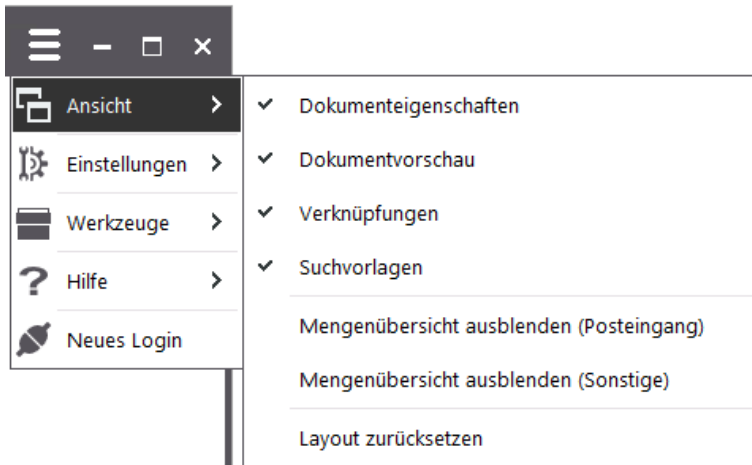 Ansicht
Einstellungen
Werkzeuge
Hilfe
Neues Login
Dokumenteigenschaften
Dokumentvorschau
Verknüpfungen
Suchvorlagen
Mengenübersicht ausblenden (Posteingang)
Mengenübersicht ausblenden (Sonstige)
Layout zurücksetzen